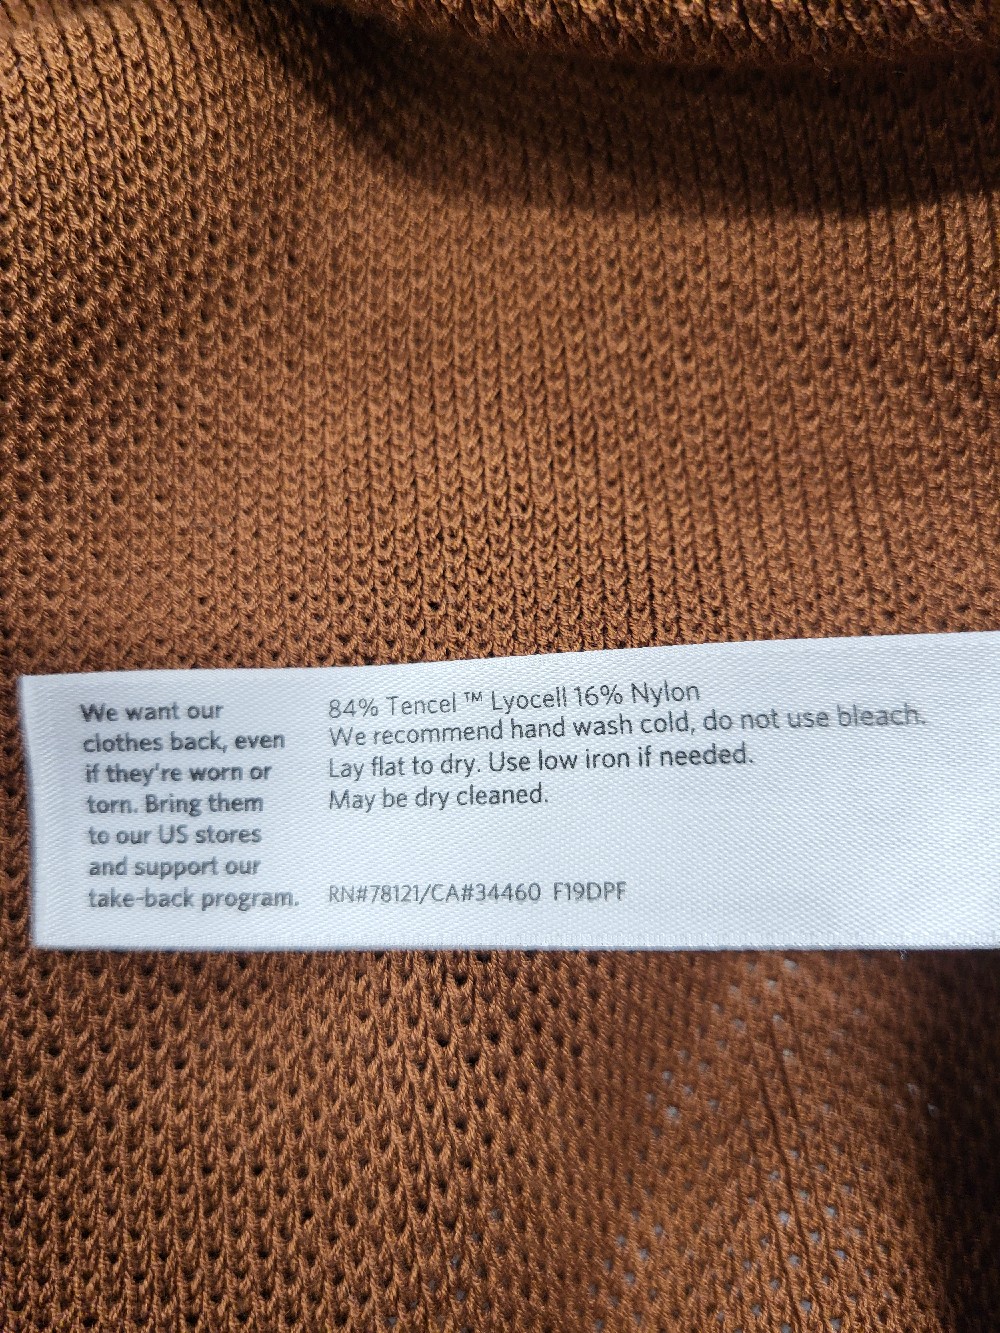 We want our
clothes back, even
if they're worn or
torn. Bring them
to our US stores
and support our
take-back program.
84% Tencel ™ Lyocell 16% Nylon
We recommend hand wash cold, do not use bleach.
Lay flat to dry. Use low iron if needed.
May be dry cleaned.
RN#78121/CA#34460 F19DPF